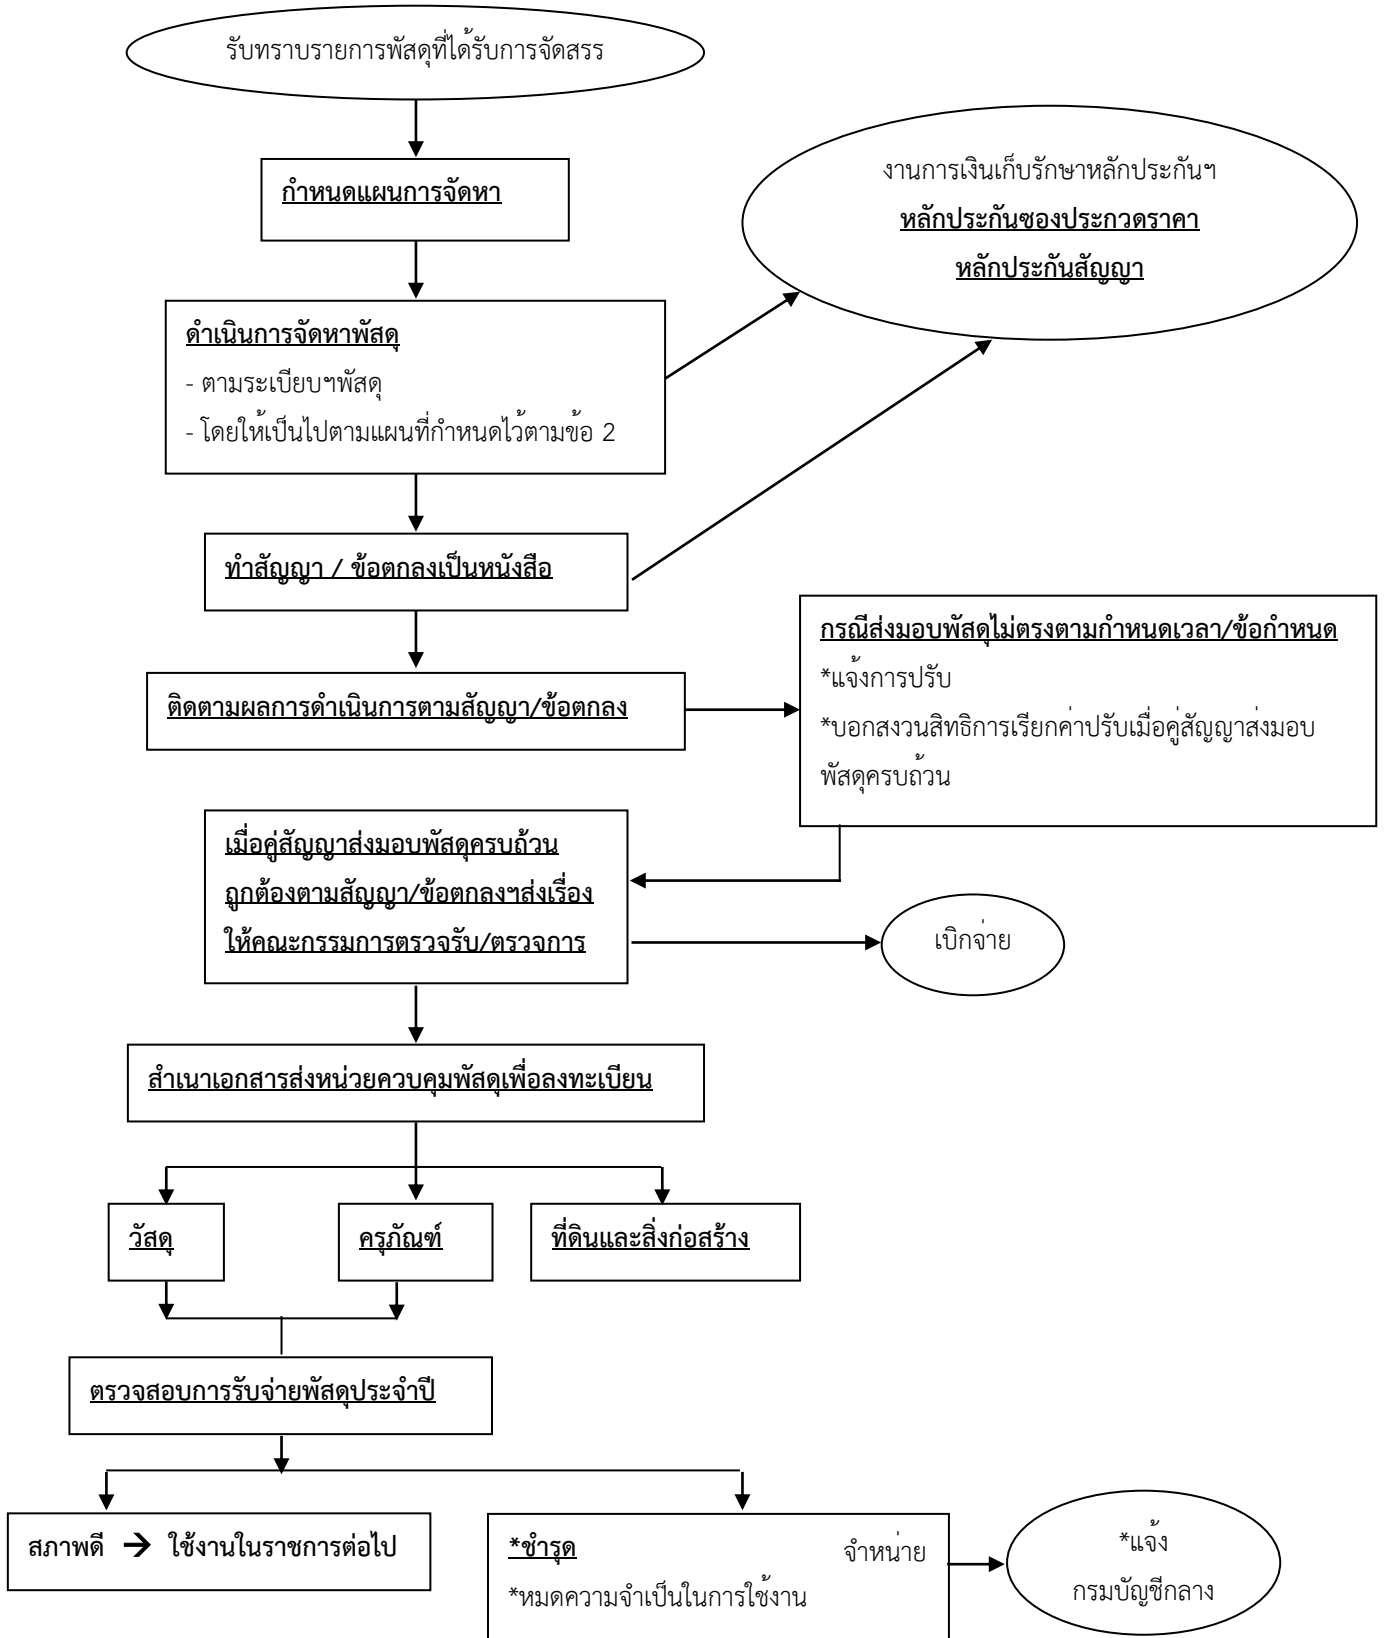 รับทราบรายการพัสดุที่ได้รับการจัดสรร
กำหนดแผนการจัดหา
งานการเงินเก็บรักษาหลักประกันฯ
หลักประกันซองประกวดราคา
หลักประกันสัญญา
ดำเนินการจัดหาพัสดุ
- ตามระเบียบฯพัสดุ
- โดยให้เป็นไปตามแผนที่กำหนดไว้ตามข้อ 2
ทำสัญญา / ข้อตกลงเป็นหนังสือ
กรณีส่งมอบพัสดุไม่ตรงตามกำหนดเวลา/ข้อกำหนด
*แจ้งการปรับ
*บอกสงวนสิทธิการเรียกค่าปรับเมื่อคู่สัญญาส่งมอบ
พัสดุครบถ้วน
ติดตามผลการดำเนินการตามสัญญา/ข้อตกลง
เมื่อคู่สัญญาส่งมอบพัสดุครบถ้วน
ถูกต้องตามสัญญา/ข้อตกลงฯส่งเรื่อง
ให้คณะกรรมการตรวจรับ/ตรวจการ
เบิกจ่าย
สำเนาเอกสารส่งหน่วยควบคุมพัสดุเพื่อลงทะเบียน
วัสดุ
ครุภัณฑ์
ที่ดินและสิ่งก่อสร้าง
ตรวจสอบการรับจ่ายพัสดุประจำปี
สภาพดี → ใช้งานในราชการต่อไป
*ชำรุด จำหน่าย
*หมดความจำเป็นในการใช้งาน
*แจ้ง
กรมบัญชีกลาง